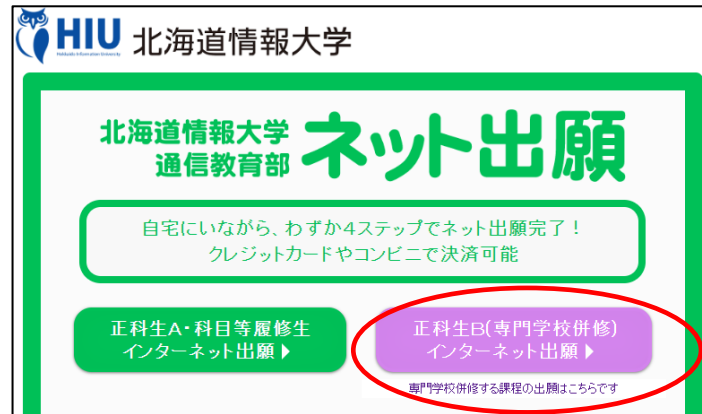 HIU 北海道情報大学
Hokkaido Information University
北海道情報大学
通信教育部
ネット出願
自宅にいながら、わずか4ステップでネット出願完了！
クレジットカードやコンビニで決済可能
正科生A・科目等履修生
インターネット出願▶
正科生B(専門学校併修)
インターネット出願▶
専門学校併修する課程の出願はこちらです